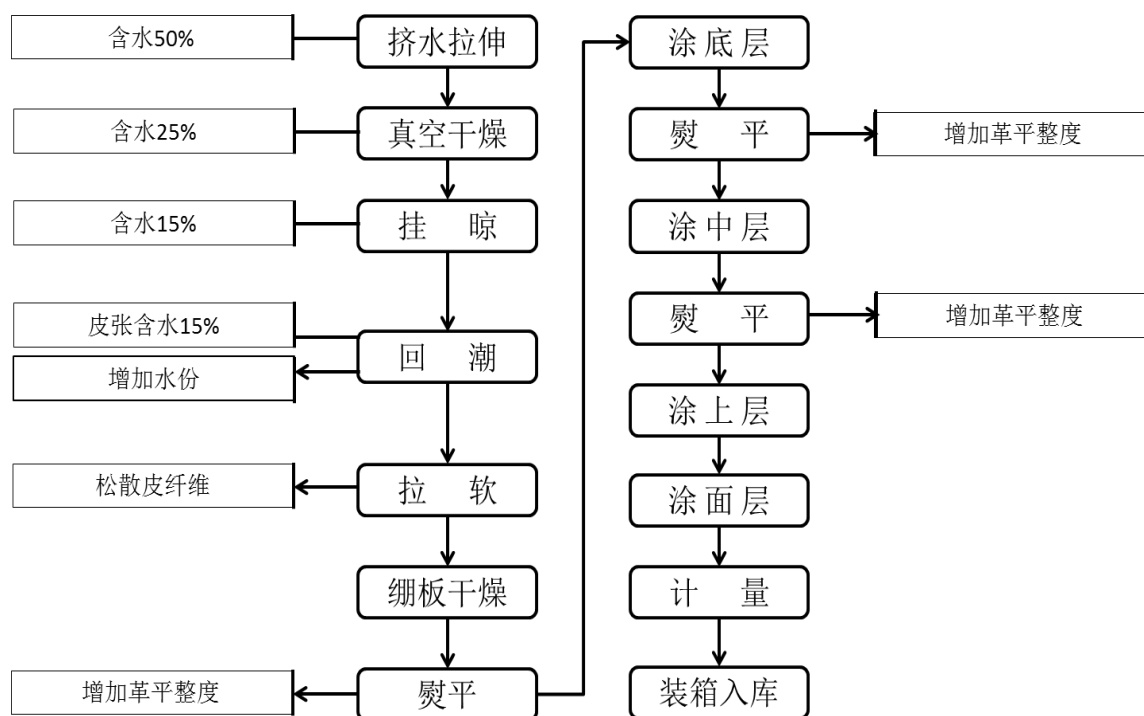 含水50%
挤水拉伸
含水25%
真空干燥
含水15%
挂 晾
皮张含水15%
增加水份
回 潮
松散皮纤维
拉 软
绷板干燥
增加革平整度
熨平
涂 底 层
熨 平
增加革平整度
涂 中 层
熨 平
增加革平整度
涂 上 层
涂 面 层
计 量
装箱入库